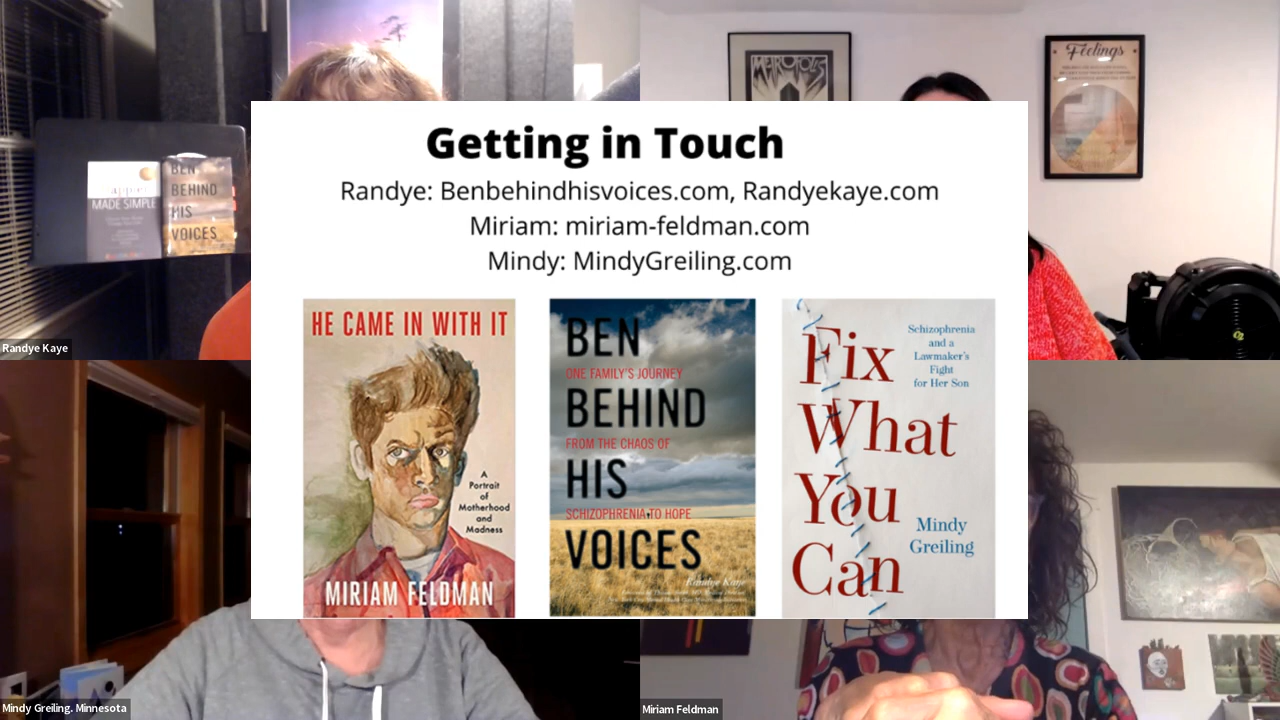 METROPOLIS
Feelings
Getting in Touch
Randye: Benbehindhisvoices.com, Randyekaye.com
Miriam: miriam-feldman.com
Mindy: MindyGreiling.com
MADE SIMPLE
BEN
BEHIND
HIS
VOICES
Randye Kaye
HE CAME IN WITH IT
A
Portrait
of
Motherhood
and
Madness
MIRIAM FELDMAN
BEN
ONE FAMILY'S JOURNEY
BEHIND
FROM THE CHAOS OF
HIS
SCHIZOPHRENIA TO HOPE
VOICES
Randye Kaye
Schizophrenia
and a
Lawmaker's
Fight
for Her Son
Fix
What
You
Can
Mindy
Greiling
Mindy Greiling, Minnesota
Miriam Feldman